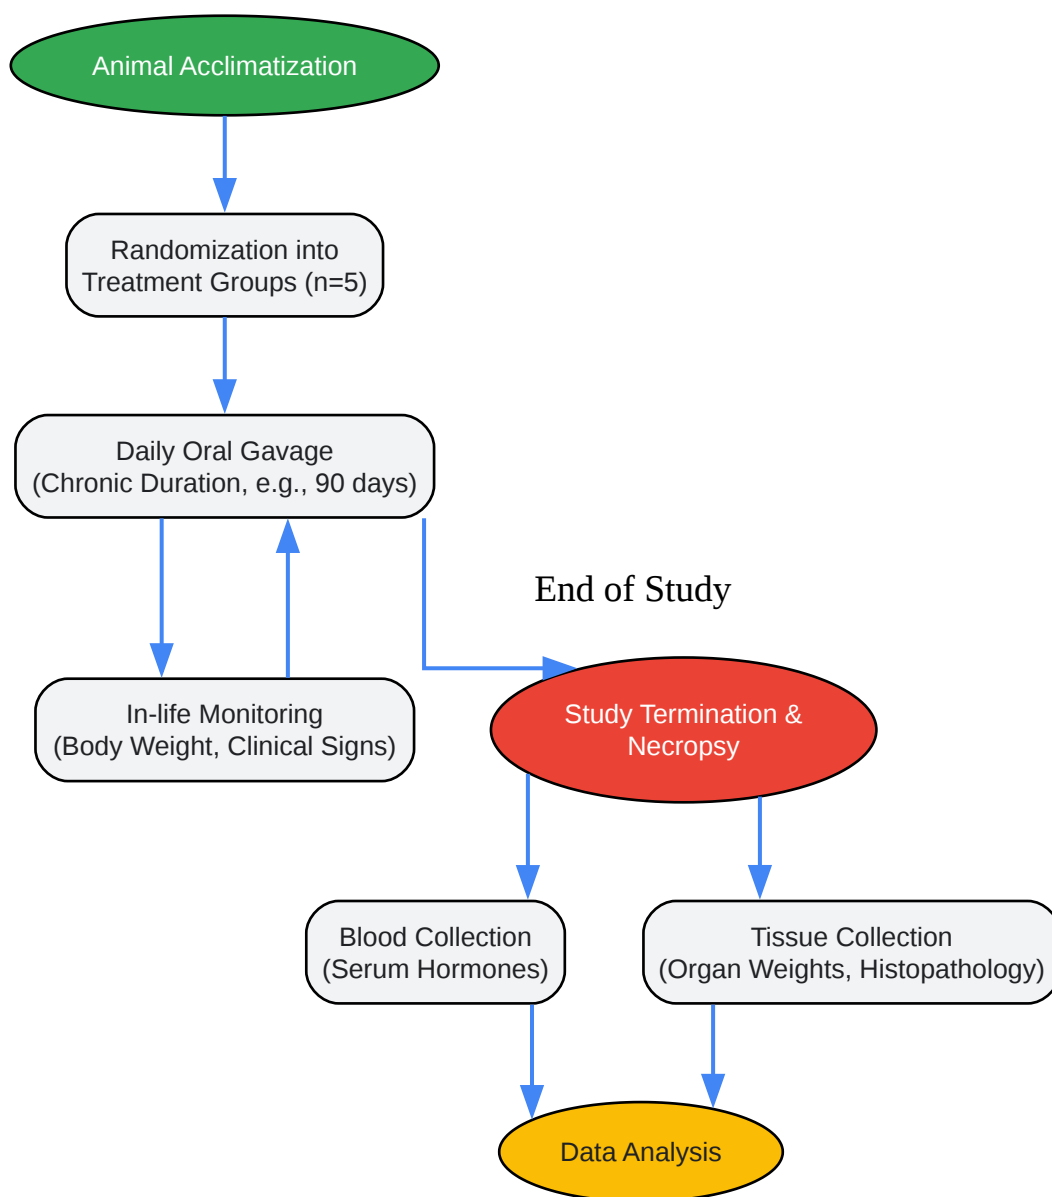 Animal Acclimatization
Randomization into
Treatment Groups (n=5)
Daily Oral Gavage
(Chronic Duration, e.g., 90 days)
End of Study
In-life Monitoring
(Body Weight, Clinical Signs)
Study Termination &
Necropsy
Blood Collection
(Serum Hormones)
Tissue Collection
(Organ Weights, Histopathology)
Data Analysis